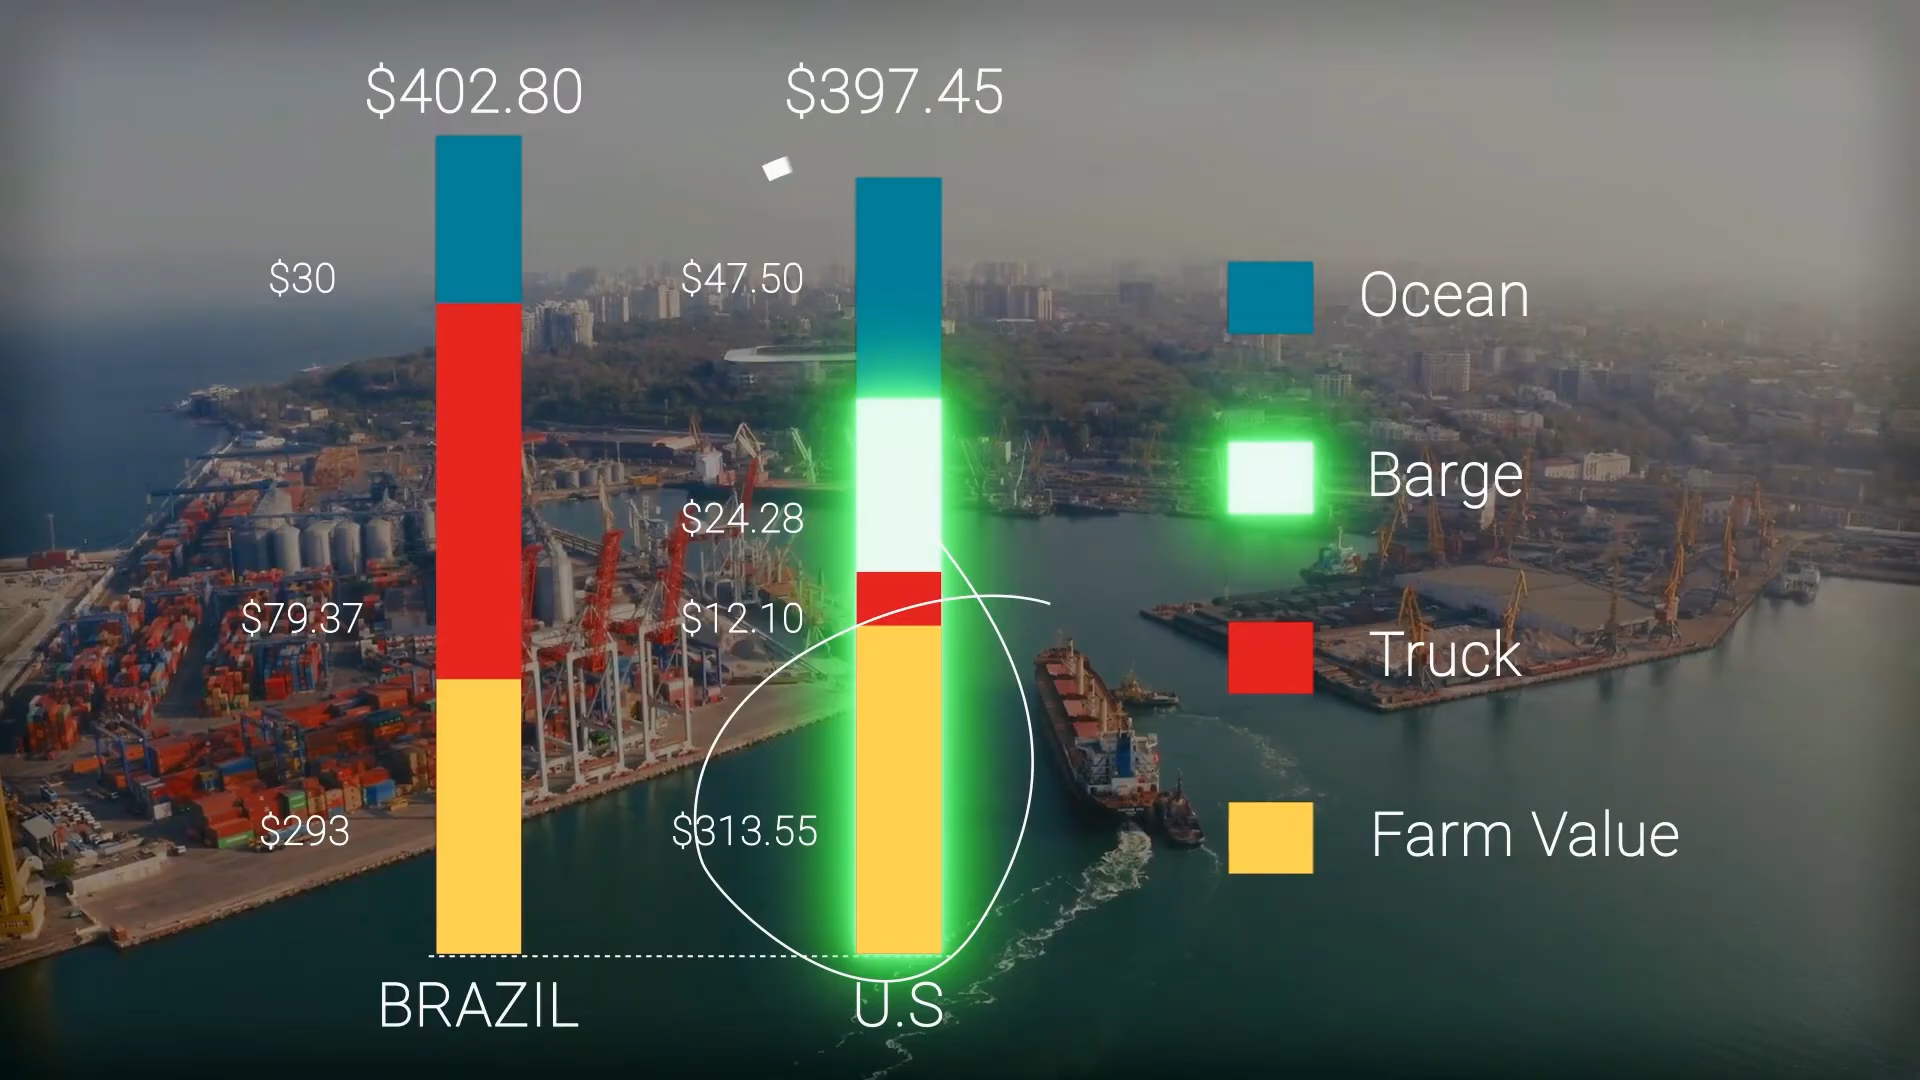 $402.80
$397.45
$30
$47.50
Ocean
Barge
$24.28
$79.37
$12.10
Truck
$293
$313.55
Farm Value
BRAZIL
U.S